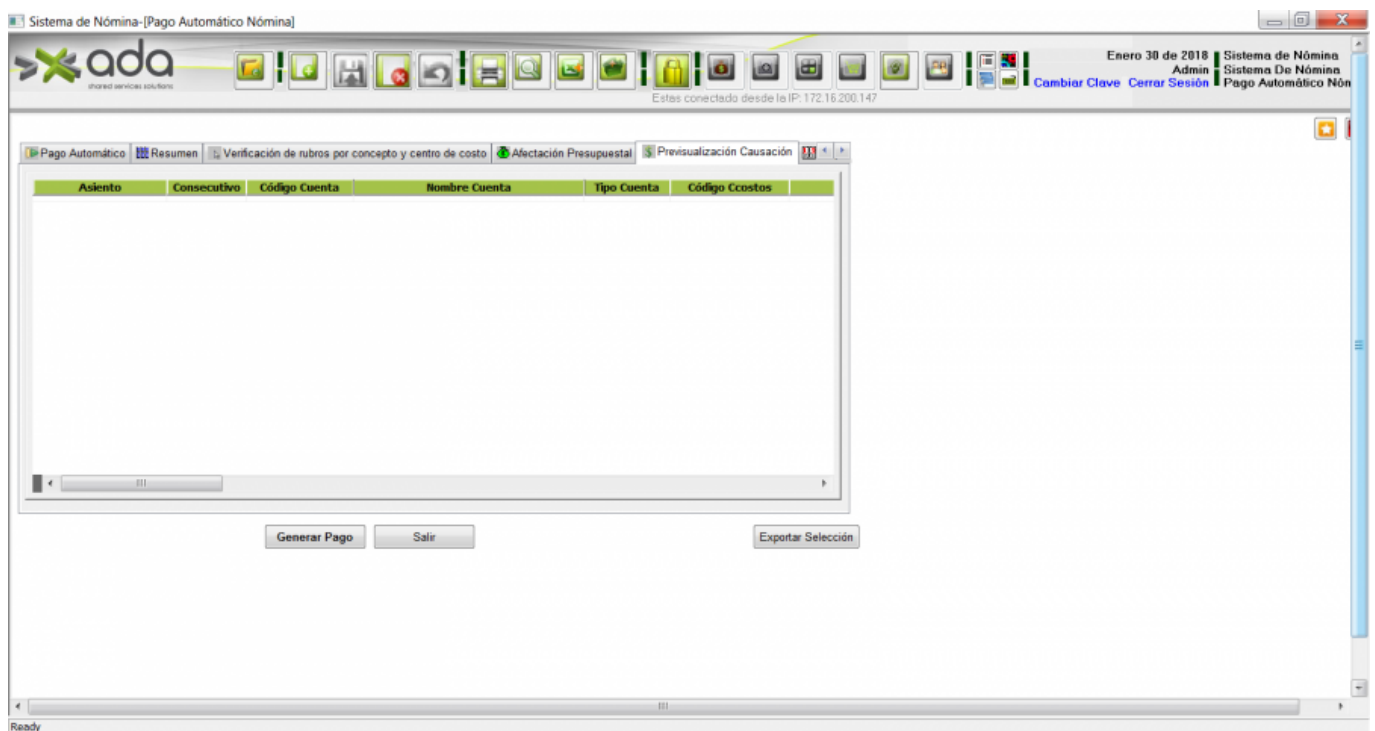 Sistema de Nómina-[Pago Automático Nómina]
ada
shared services solutions
Enero 30 de 2018 Sistema de Nómina
Admin Sistema De Nómina
Cambiar Clave Cerrar Sesión Pago Automático Nón
Estas conectado desde la IP: 172.16.200.147
Pago Automático Resumen Verificación de rubros por concepto y centro de costo Afectación Presupuestal Previsualización Causación
Asiento Consecutivo Código Cuenta Nombre Cuenta Tipo Cuenta Código Ccostos
Generar Pago Salir Exportar Selección
Ready